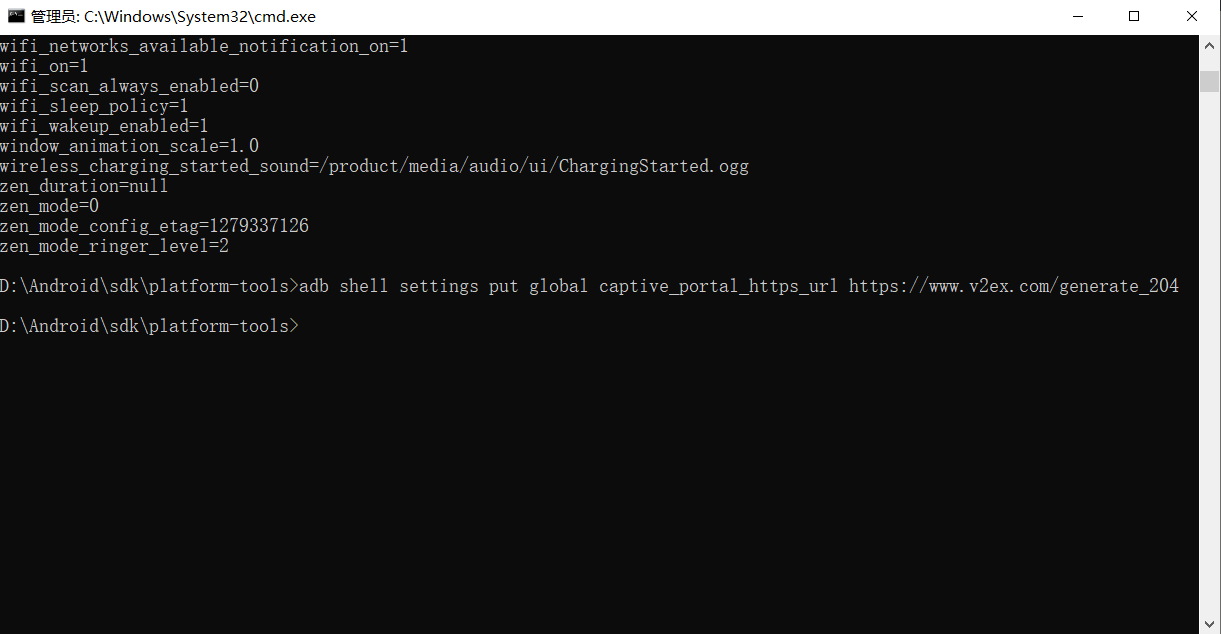 管理员: C:\Windows\System32\cmd.exe
wifi_networks_available_notification_on=1
wifi_on=1
wifi_scan_always_enabled=0
wifi_sleep_policy=1
wifi_wakeup_enabled=1
window_animation_scale=1.0
wireless_charging_started_sound=/product/media/audio/ui/ChargingStarted.ogg
zen_duration=null
zen_mode=0
zen_mode_config_etag=1279337126
zen_mode_ringer_level=2
D:\Android\sdk\platform-tools>adb shell settings put global captive_portal_https_url https://www.v2ex.com/generate_204
D:\Android\sdk\platform-tools>